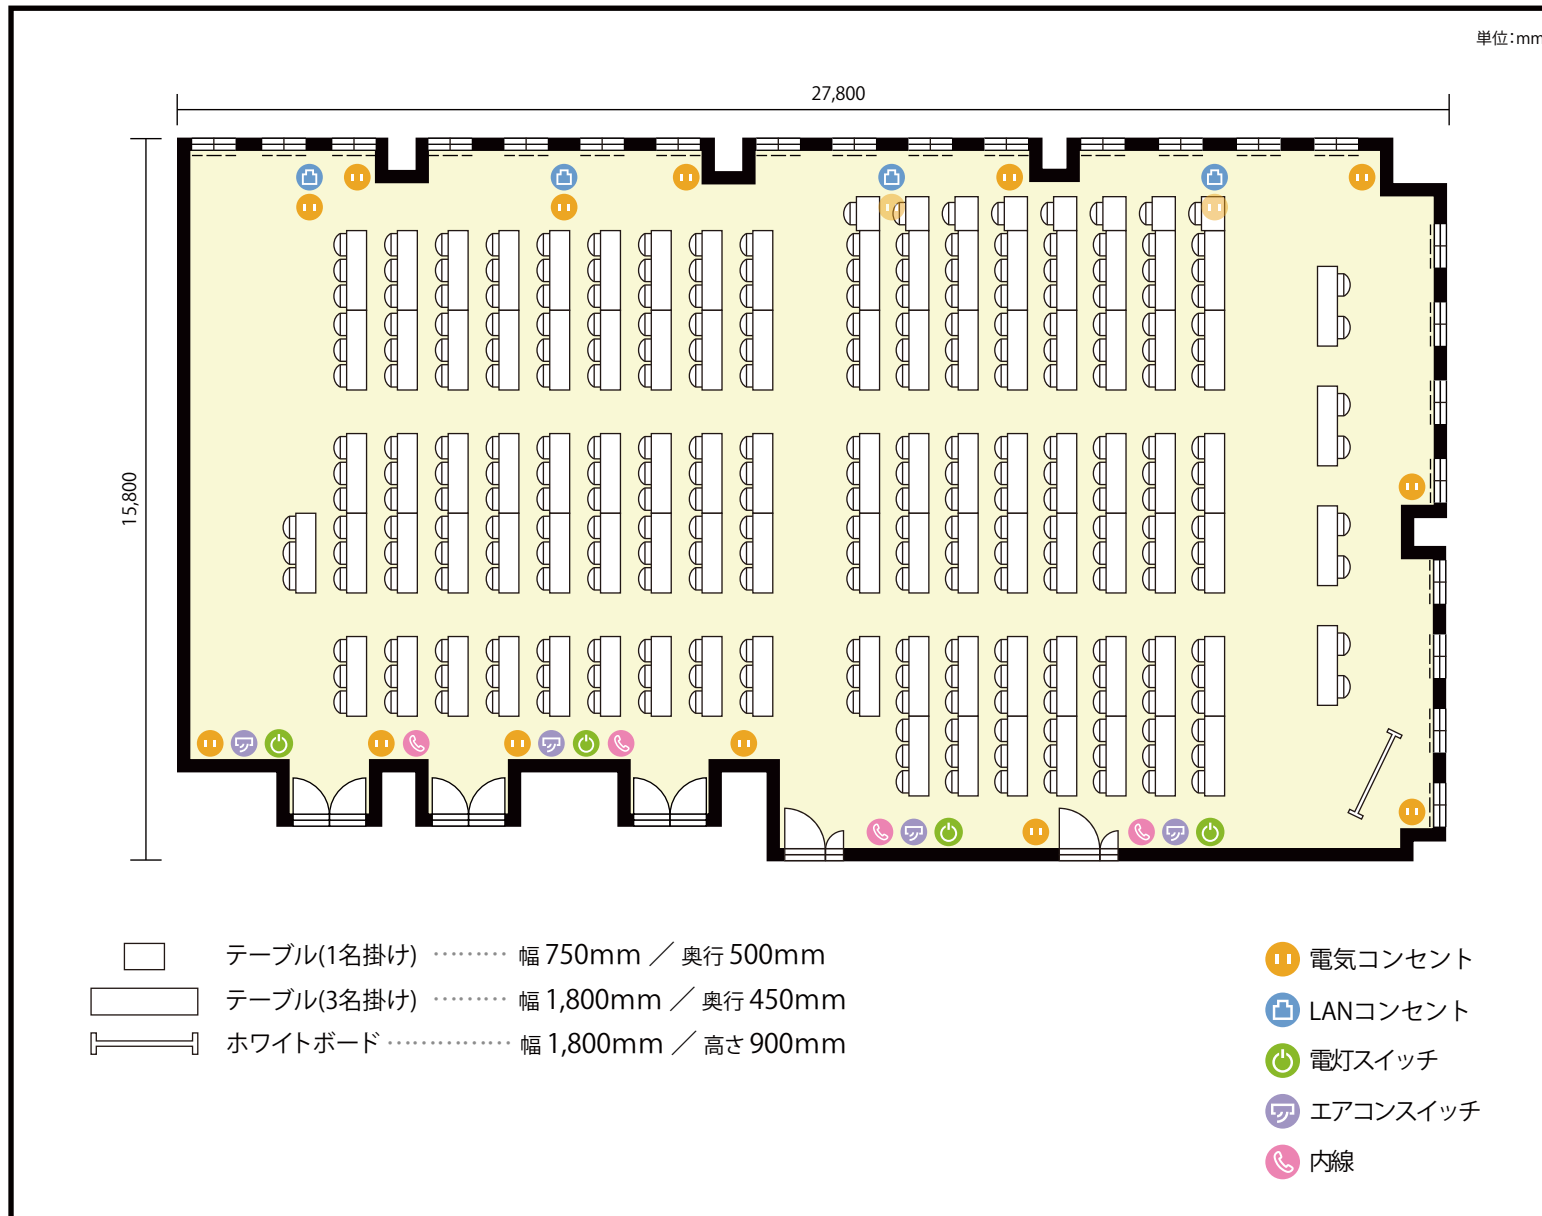 単位：mm
27,800
15,800
テーブル(1名掛け) ········· 幅 750mm ／ 奥行 500mm
テーブル(3名掛け) ········· 幅 1,800mm ／ 奥行 450mm
ホワイトボード ··············· 幅 1,800mm ／ 高さ 900mm
電気コンセント
LANコンセント
電灯スイッチ
エアコンスイッチ
内線